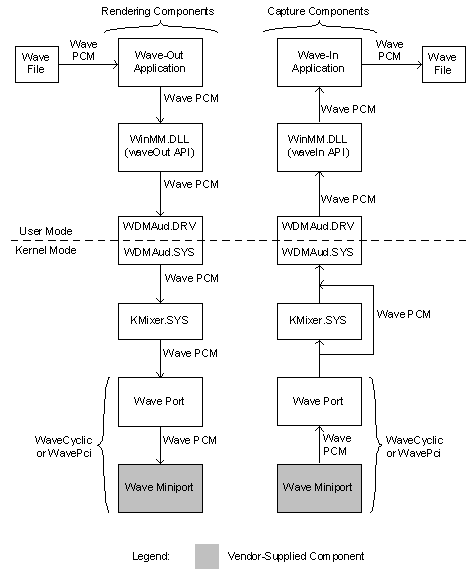 Rendering Components
Capture Components
Wave
File
Wave
PCM
Wave-Out
Application
Wave-In
Application
Wave
PCM
Wave
File
Wave PCM
Wave PCM
WinMM.DLL
(waveOut API)
WinMM.DLL
(waveIn API)
Wave PCM
Wave PCM
User Mode
WDMAud.DRV
WDMAud.DRV
Kernel Mode
WDMAud.SYS
WDMAud.SYS
Wave PCM
KMixer.SYS
KMixer.SYS
Wave PCM
Wave PCM
Wave Port
Wave Port
WaveCyclic
or WavePci
Wave PCM
Wave
PCM
WaveCyclic
or WavePci
Wave Miniport
Wave Miniport
Legend:
Vendor-Supplied Component